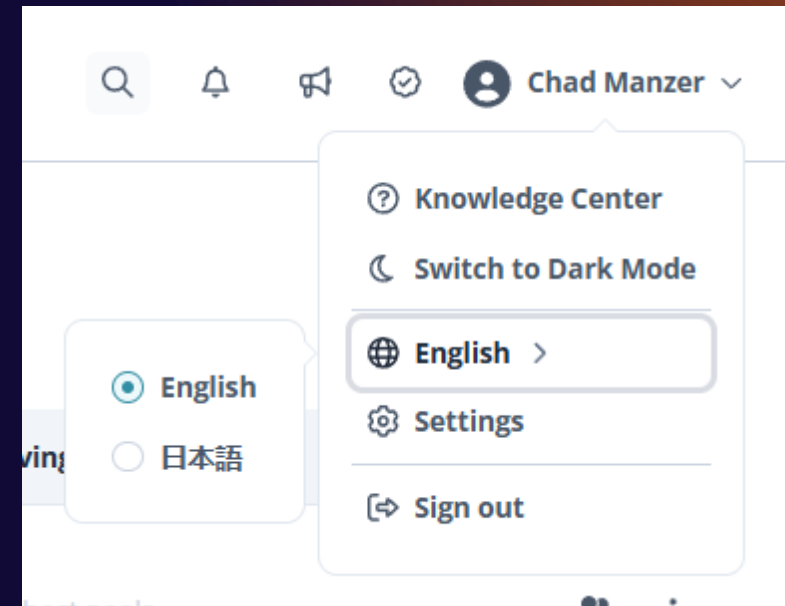 Chad Manzer
Knowledge Center
Switch to Dark Mode
English
Settings
Sign out
English
日本語